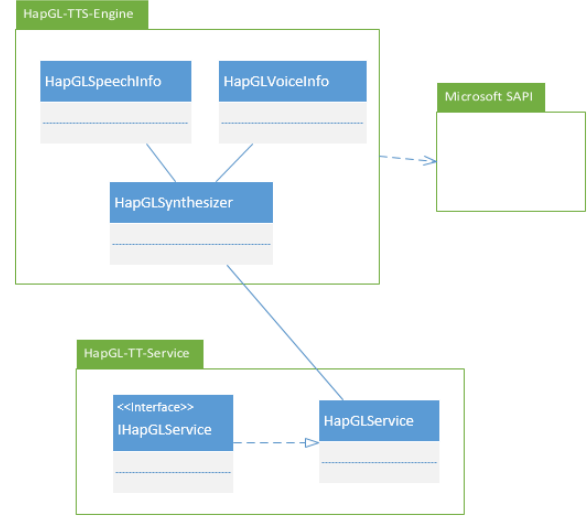 HapGL-TTS-Engine
HapGLSpeechInfo
HapGLVoiceInfo
Microsoft SAPI
HapGLSynthesizer
HapGL-TT-Service
<<Interface>>
IHapGLService
HapGLService